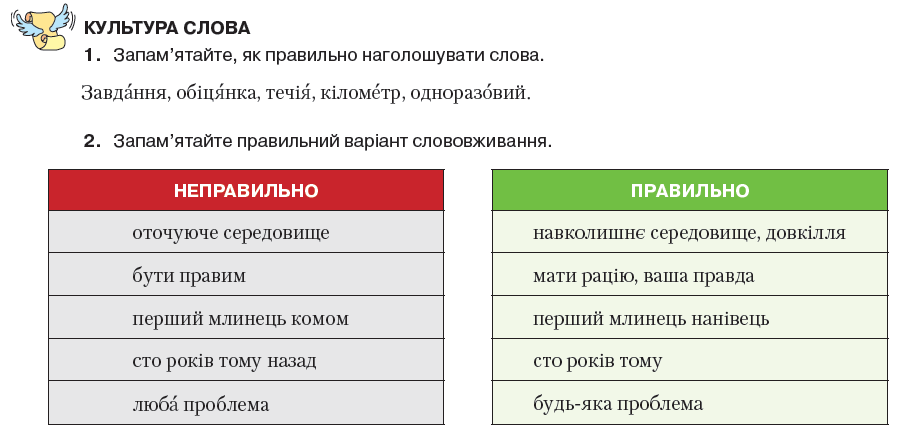 КУЛЬТУРА СЛОВА
1. Запам’ятайте, як правильно наголошувати слова.
Завда́ння, обіця́нка, течія́, кіломе́тр, однора́зо́вий.
2. Запам’ятайте правильний варіант слововживання.
НЕПРАВИЛЬНО ПРАВИЛЬНО
оточуюче середовище навколишнє середовище, довкілля
бути правим мати рацію, ваша правда
перший млинець комом перший млинець нанівець
сто років тому назад сто років тому
люба́ проблема будь-яка проблема